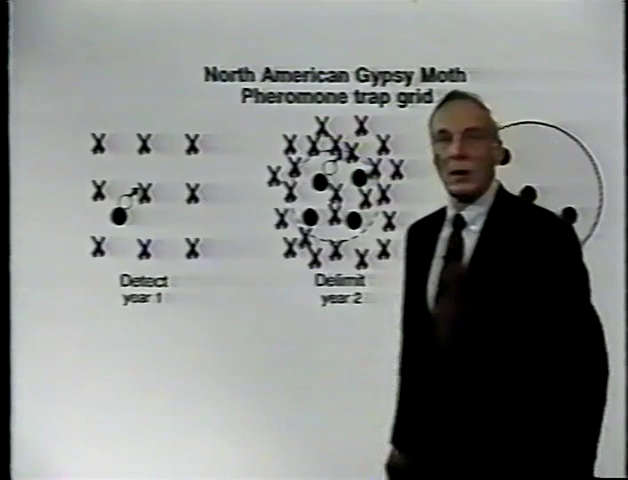 North American Gypsy Moth
Pheromone trap grid
X X X X X
X X X X X X X
X X X X
X X X X X X
X X X X
X X X X
X X X X X X X
Detect Delimit
year 1 year 2